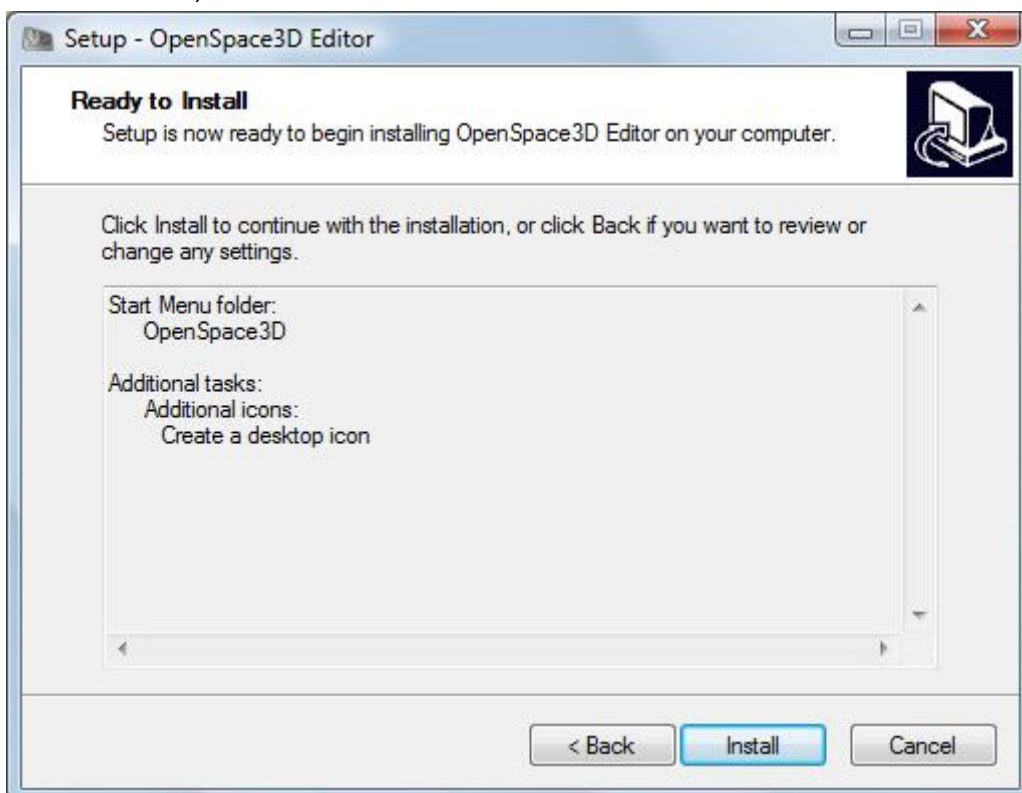 Setup - OpenSpace3D Editor
Ready to Install
Setup is now ready to begin installing OpenSpace3D Editor on your computer.
Click Install to continue with the installation, or click Back if you want to review or
change any settings.
Start Menu folder:
OpenSpace3D
Additional tasks:
Additional icons:
Create a desktop icon
< Back
Install
Cancel